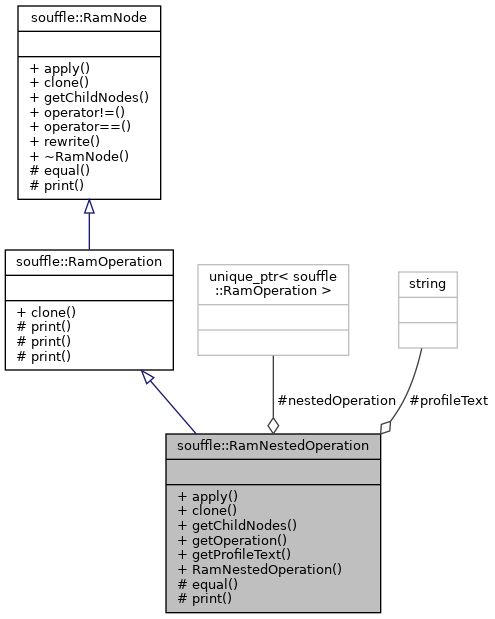 souffle::RamNode
+ apply()
+ clone()
+ getChildNodes()
+ operator!=()
+ operator==()
+ rewrite()
+ ~RamNode()
# equal()
# print()
souffle::RamOperation
+ clone()
# print()
# print()
# print()
unique_ptr< souffle
::RamOperation >
string
#nestedOperation
#profileText
souffle::RamNestedOperation
+ apply()
+ clone()
+ getChildNodes()
+ getOperation()
+ getProfileText()
+ RamNestedOperation()
# equal()
# print()